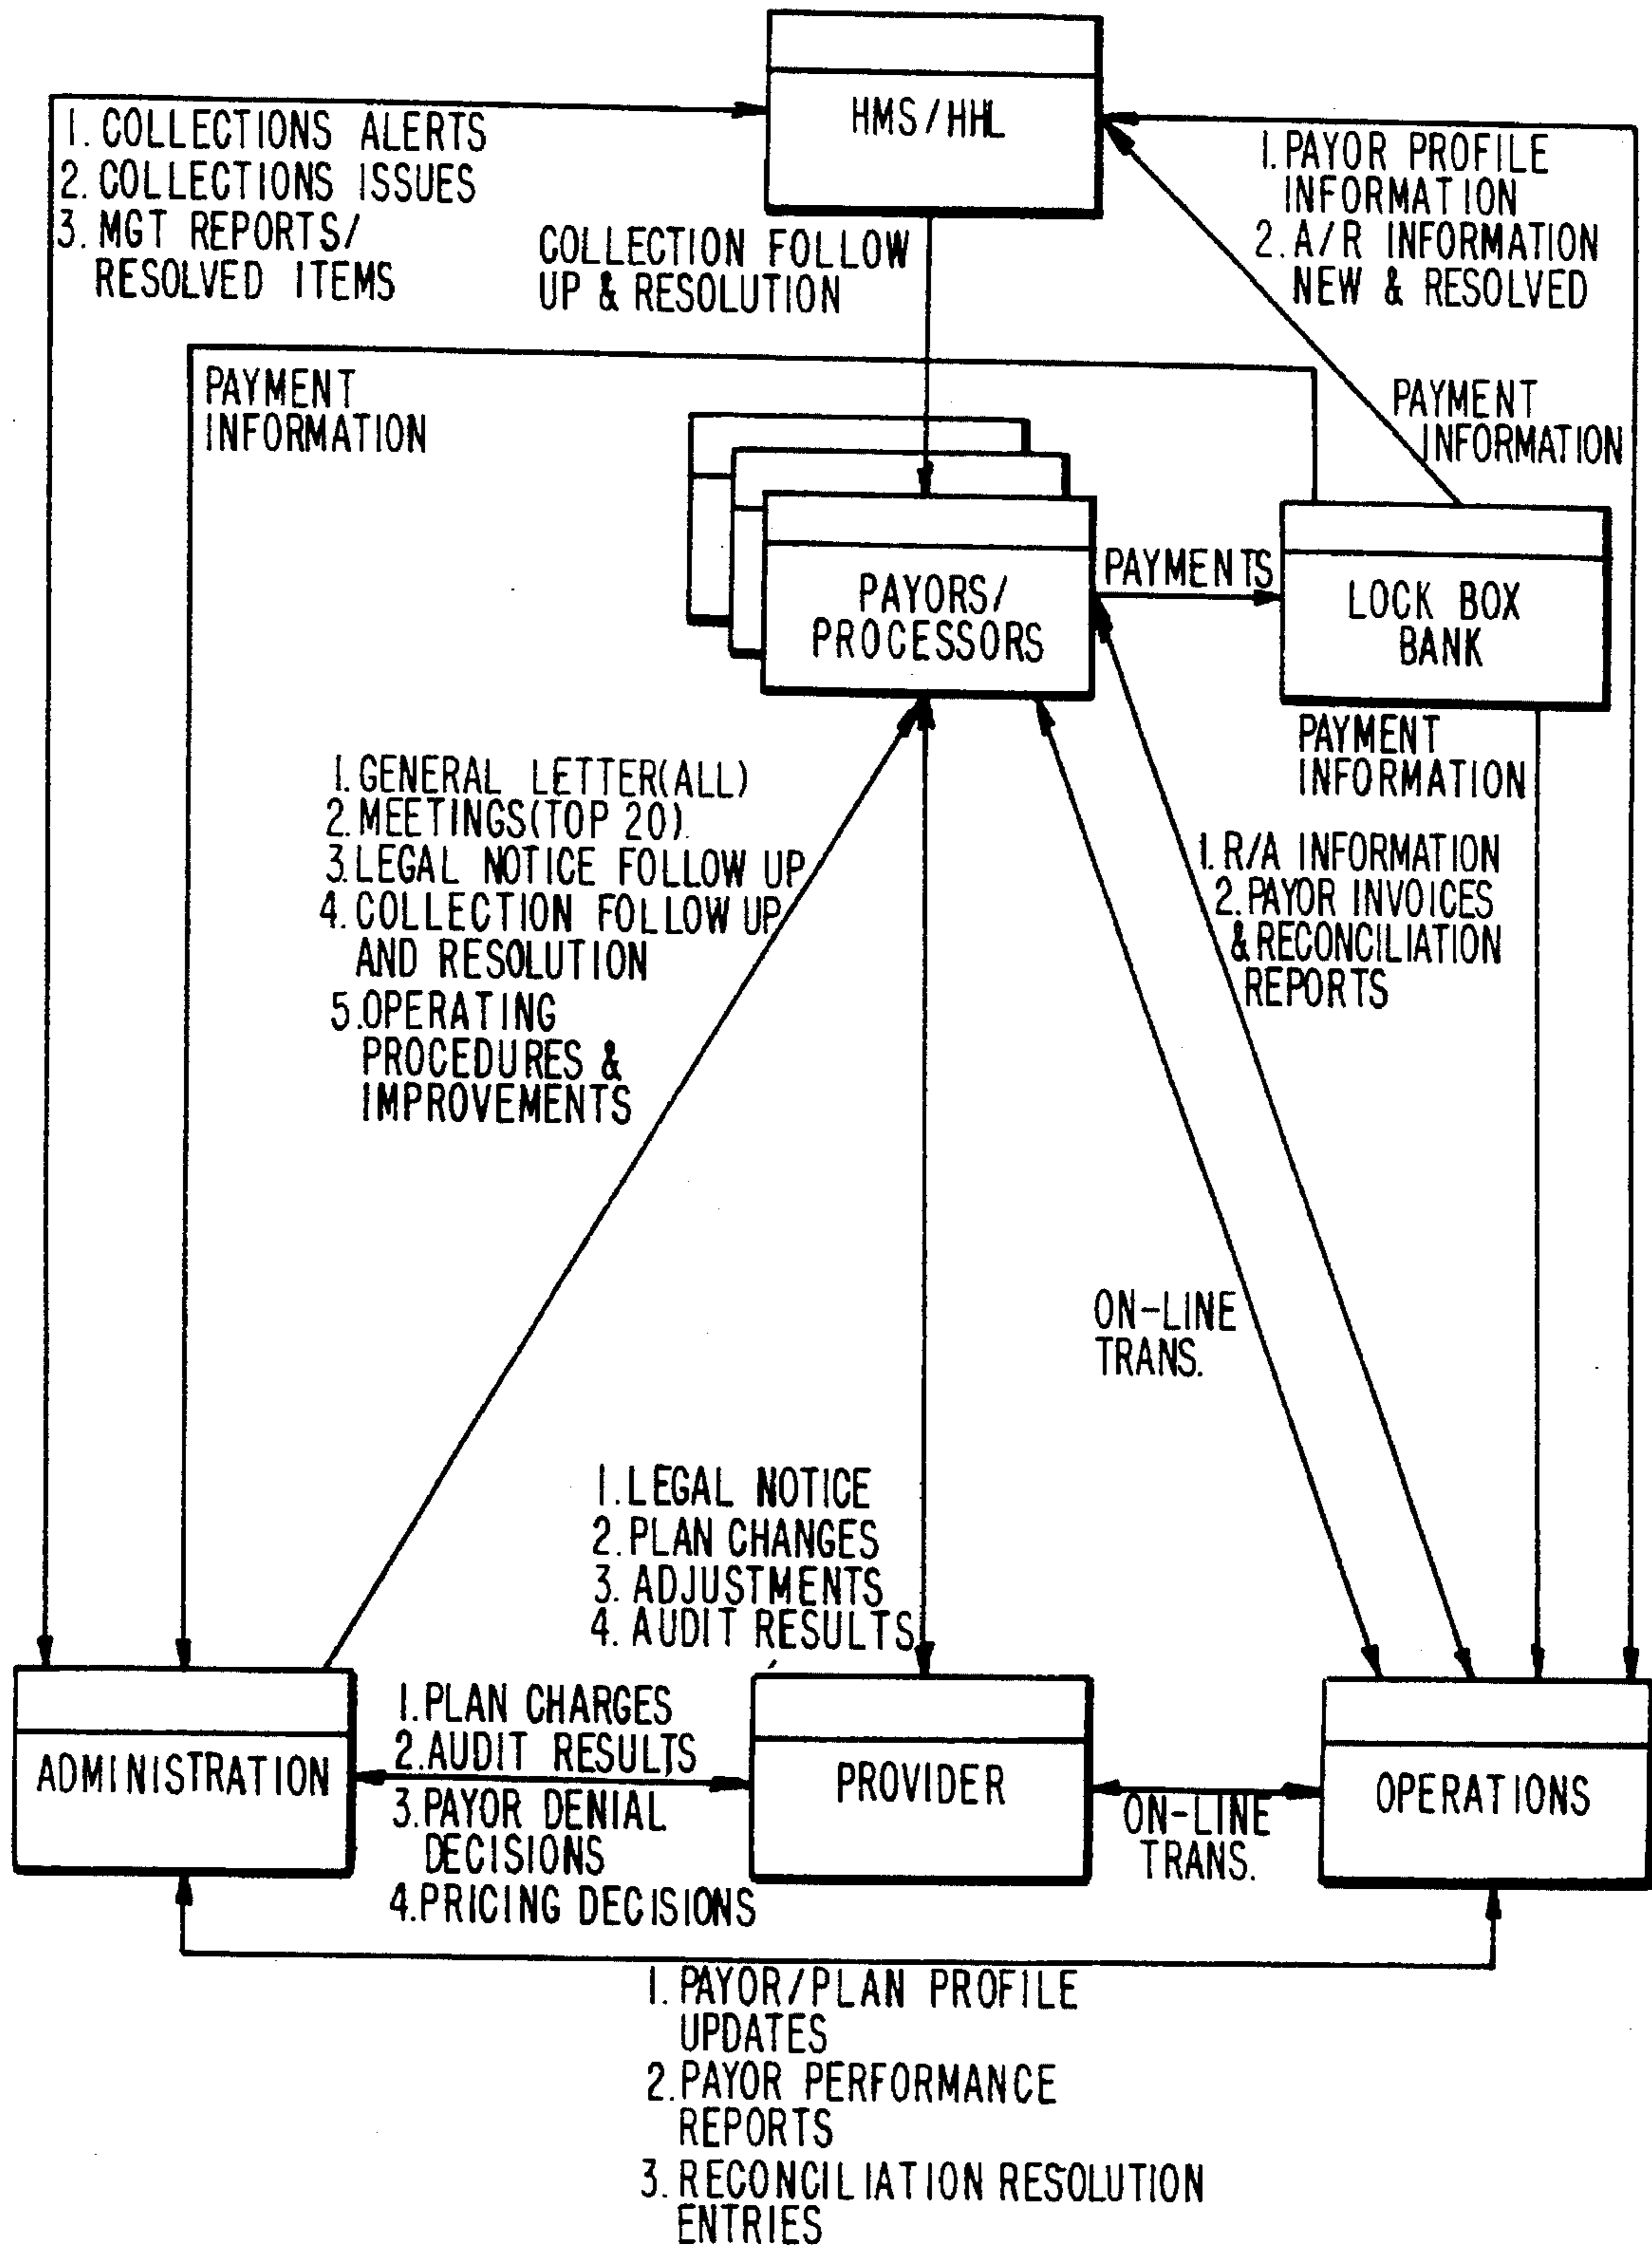 HMS/HHL
1. COLLECTIONS ALERTS
2. COLLECTIONS ISSUES
3. MGT REPORTS/
RESOLVED ITEMS
COLLECTION FOLLOW
UP & RESOLUTION
1. PAYOR PROFILE
INFORMATION
2. A/R INFORMATION
NEW & RESOLVED
PAYMENT
INFORMATION
PAYMENT
INFORMATION
PAYORS/
PROCESSORS
PAYMENTS
LOCK BOX
BANK
PAYMENT
INFORMATION
1. GENERAL LETTER(ALL)
2. MEETINGS(TOP 20)
3. LEGAL NOTICE FOLLOW UP
4. COLLECTION FOLLOW UP
AND RESOLUTION
5. OPERATING
PROCEDURES &
IMPROVEMENTS
1. R/A INFORMATION
2. PAYOR INVOICES
& RECONCILIATION
REPORTS
ON-LINE
TRANS.
1. LEGAL NOTICE
2. PLAN CHANGES
3. ADJUSTMENTS
4. AUDIT RESULTS
ADMINISTRATION
1. PLAN CHARGES
2. AUDIT RESULTS
3. PAYOR DENIAL
DECISIONS
4. PRICING DECISIONS
PROVIDER
ON-LINE
TRANS.
OPERATIONS
1. PAYOR/PLAN PROFILE
UPDATES
2. PAYOR PERFORMANCE
REPORTS
3. RECONCILIATION RESOLUTION
ENTRIES